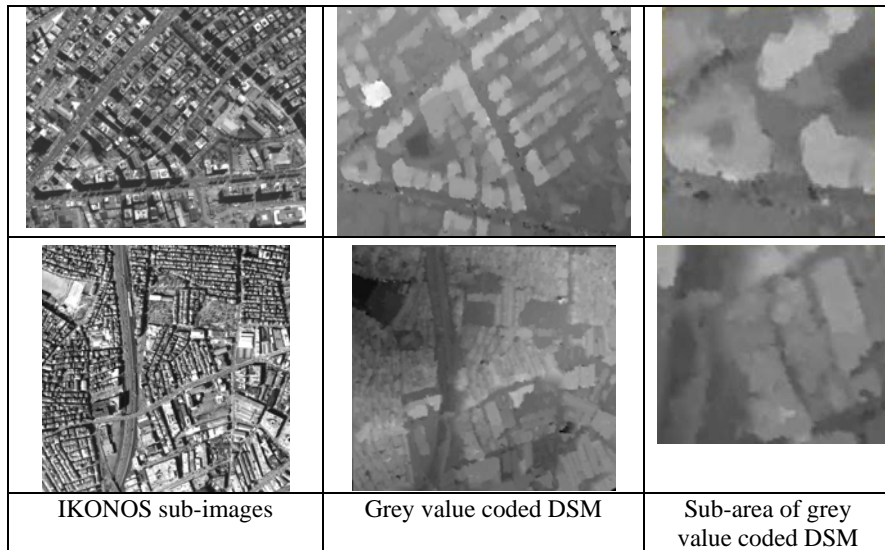 IKONOS sub-images
Grey value coded DSM
Sub-area of grey
value coded DSM